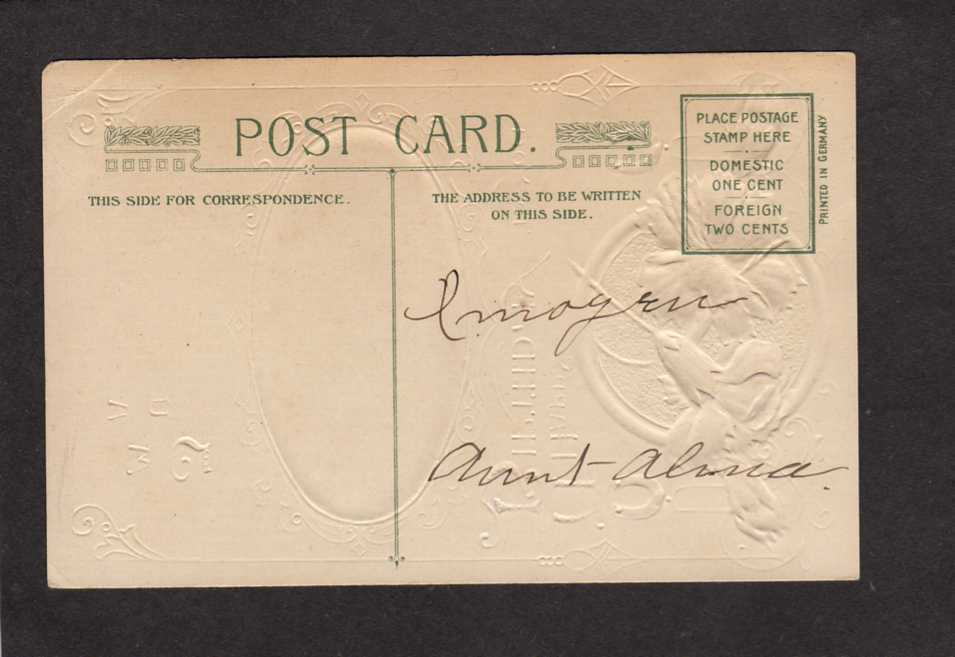 POST CARD.
THIS SIDE FOR CORRESPONDENCE.
THE ADDRESS TO BE WRITTEN
ON THIS SIDE.
PLACE POSTAGE
STAMP HERE
DOMESTIC
ONE CENT
FOREIGN
TWO CENTS
PRINTED IN GERMANY
Imogen
Aunt Alma.